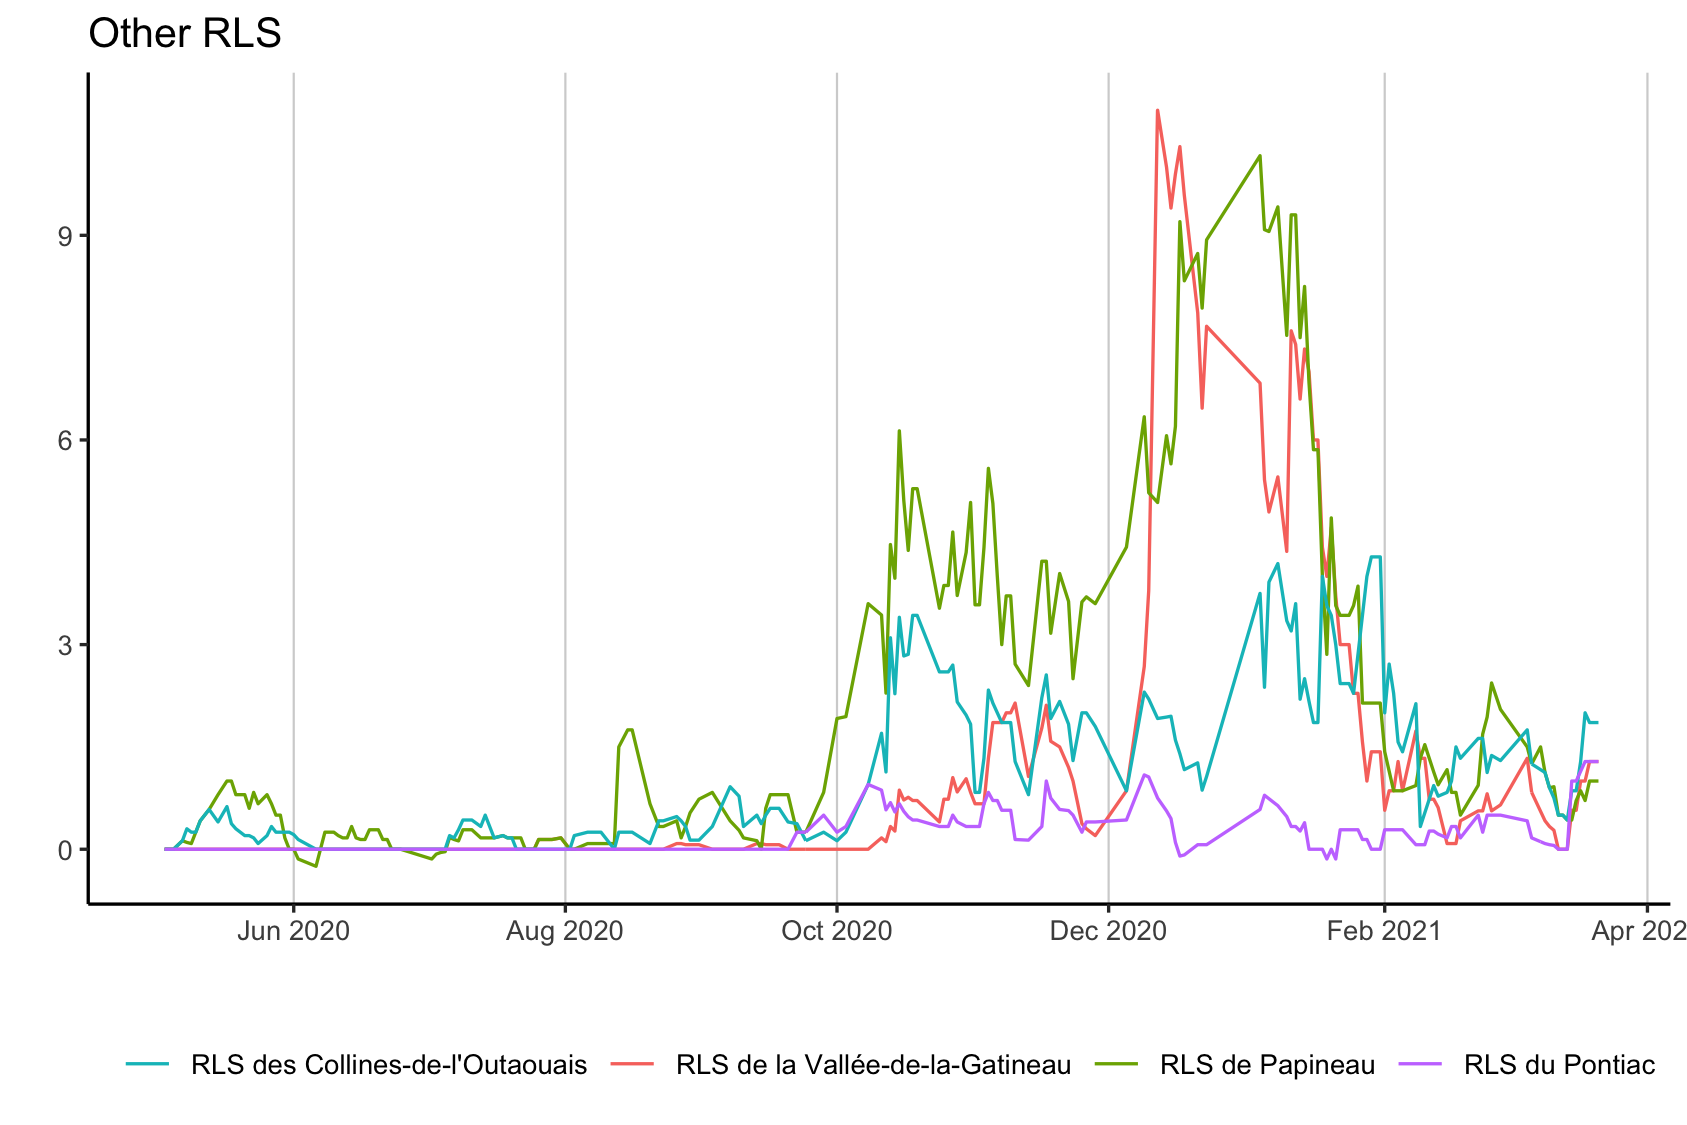 Other RLS
9
6
3
0
Jun 2020 Aug 2020 Oct 2020 Dec 2020 Feb 2021 Apr 202
RLS des Collines-de-l'Outaouais RLS de la Vallée-de-la-Gatineau RLS de Papineau RLS du Pontiac